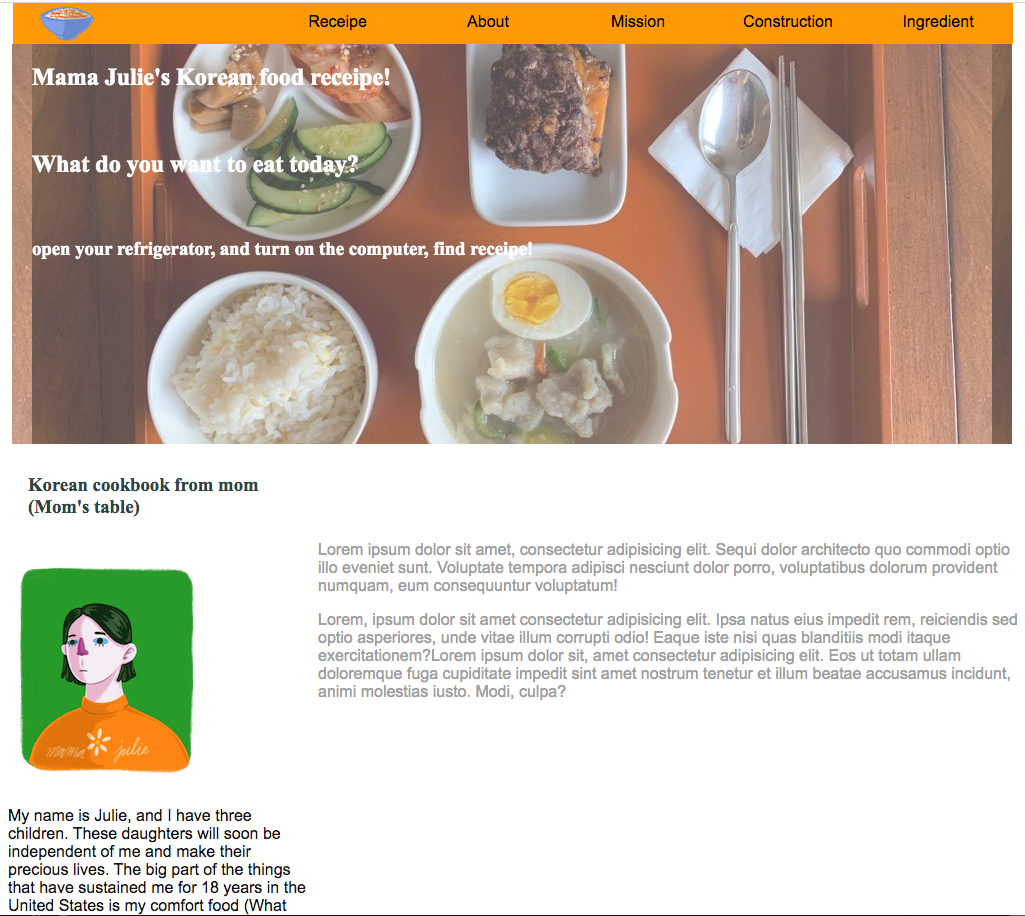 Receipe About Mission Construction Ingredient
Mama Julie's Korean food receipe!
What do you want to eat today?
open your refrigerator, and turn on the computer, find receipe!
Korean cookbook from mom
(Mom's table)
Lorem ipsum dolor sit amet, consectetur adipisicing elit. Sequi dolor architecto quo commodi optio
illo eveniet sunt. Voluptate tempora adipisci nesciunt dolor porro, voluptatibus dolorum provident
numquam, eum consequuntur voluptatum!
Lorem, ipsum dolor sit amet consectetur adipisicing elit. Ipsa natus eius impedit rem, reiciendis sed
optio asperiores, unde vitae illum corrupti odio! Eaque iste nisi quas blanditiis modi itaque
exercitationem?Lorem ipsum dolor sit, amet consectetur adipisicing elit. Eos ut totam ullam
doloremque fuga cupiditate impedit sint amet nostrum tenetur et illum beatae accusamus incidunt,
animi molestias iusto. Modi, culpa?
mama julie
My name is Julie, and I have three
children. These daughters will soon be
independent of me and make their
precious lives. The big part of the things
that have sustained me for 18 years in the
United States is my comfort food (What